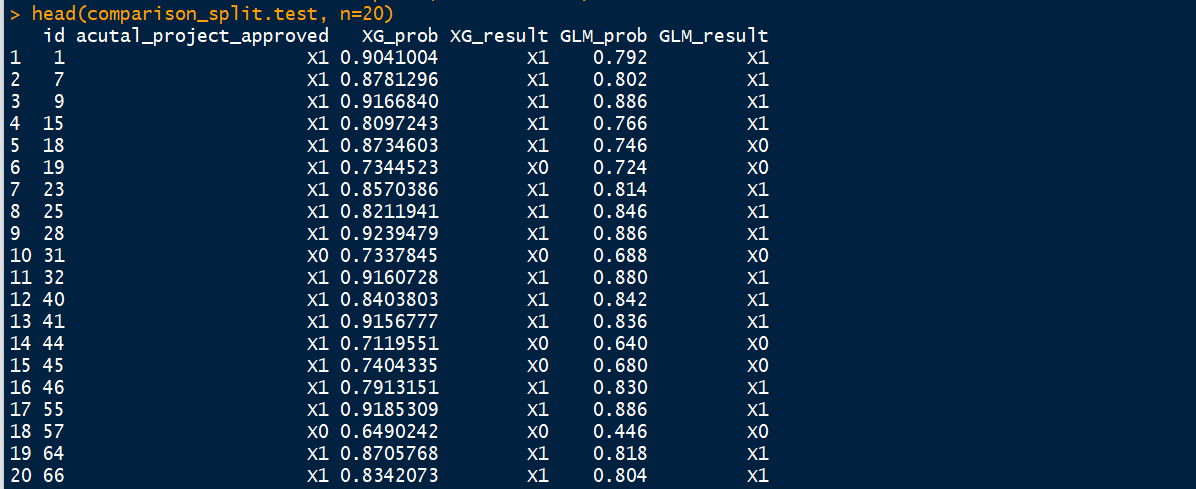 > head(comparison_split.test, n=20)
id acutal_project_approved XG_prob XG_result GLM_prob GLM_result
1 1 X1 0.9041004 X1 0.792 X1
2 7 X1 0.8781296 X1 0.802 X1
3 9 X1 0.9166840 X1 0.886 X1
4 15 X1 0.8097243 X1 0.766 X1
5 18 X1 0.8734603 X1 0.746 X0
6 19 X1 0.7344523 X0 0.724 X0
7 23 X1 0.8570386 X1 0.814 X1
8 25 X1 0.8211941 X1 0.846 X1
9 28 X1 0.9239479 X1 0.886 X1
10 31 X0 0.7337845 X0 0.688 X0
11 32 X1 0.9160728 X1 0.880 X1
12 40 X1 0.8403803 X1 0.842 X1
13 41 X1 0.9156777 X1 0.836 X1
14 44 X1 0.7119551 X0 0.640 X0
15 45 X1 0.7404335 X0 0.680 X0
16 46 X1 0.7913151 X1 0.830 X1
17 55 X1 0.9185309 X1 0.886 X1
18 57 X0 0.6490242 X0 0.446 X0
19 64 X1 0.8705768 X1 0.818 X1
20 66 X1 0.8342073 X1 0.804 X1